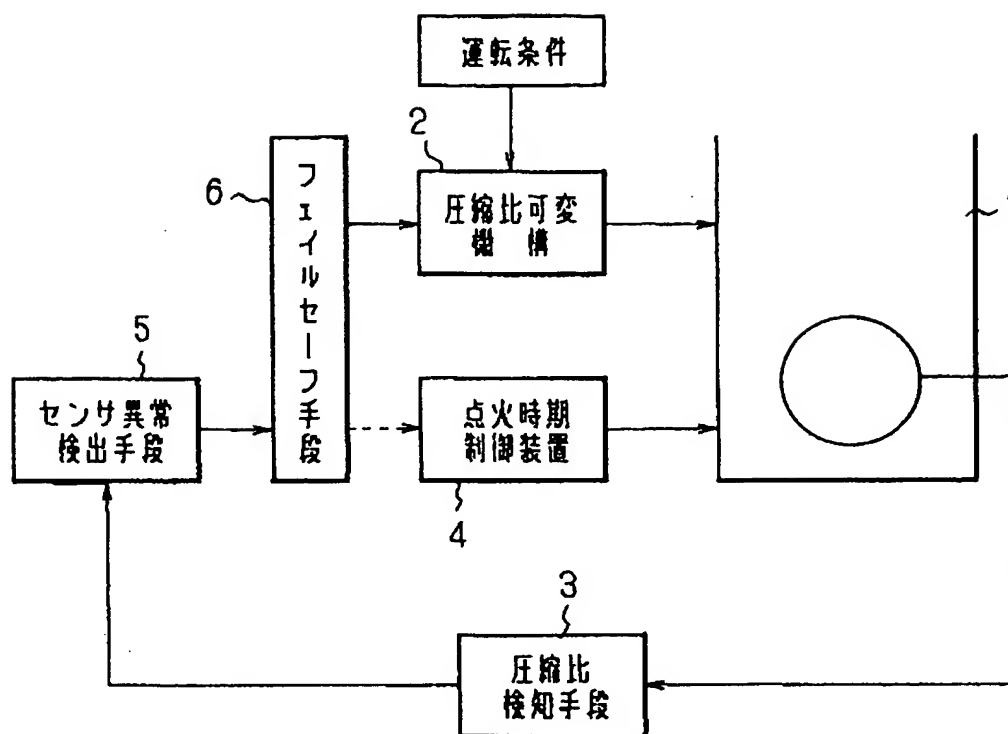 運転条件
2
圧縮比可変
機構
6
フェイルセーフ手段
5
センサ異常
検出手段
点火時期
制御装置
4
3
圧縮比
検知手段